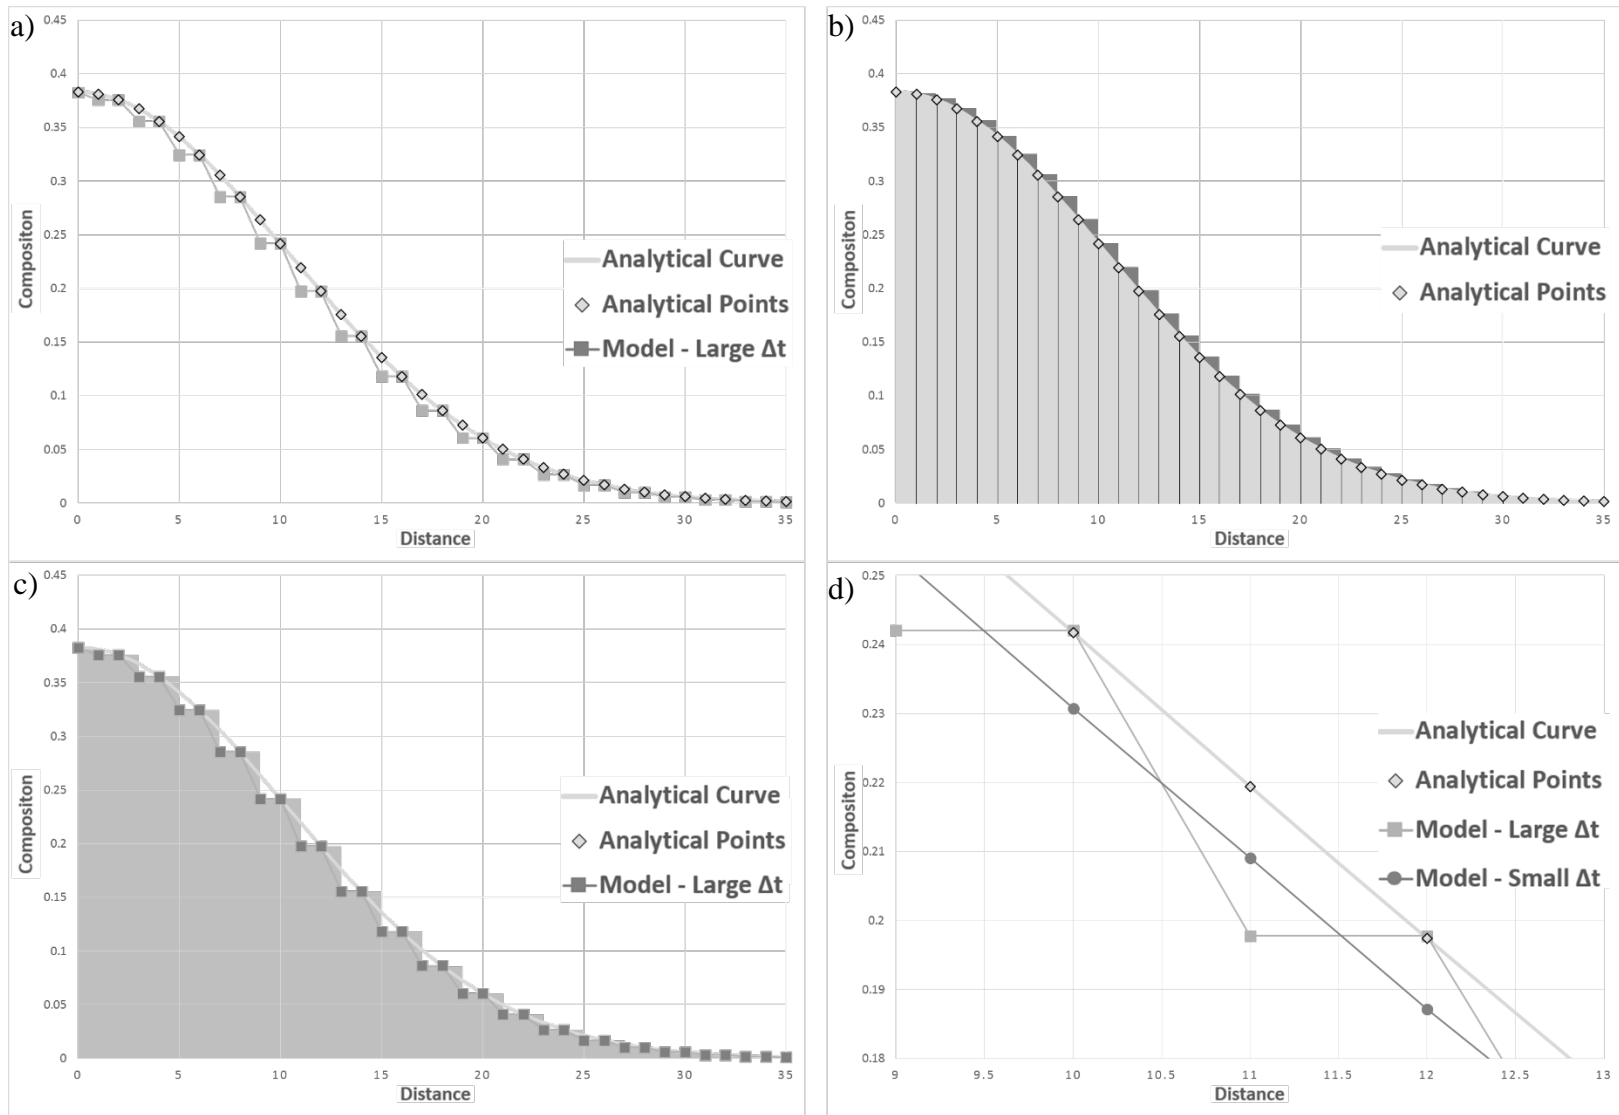 a)
0.45
0.4
0.35
0.3
0.25
0.2
0.15
0.1
0.05
0
Compositon
0 5 10 15 20 25 30 35
Distance
Analytical Curve
Analytical Points
Model - Large Δt
b)
0.45
0.4
0.35
0.3
0.25
0.2
0.15
0.1
0.05
0
Compositon
0 5 10 15 20 25 30 35
Distance
Analytical Curve
Analytical Points
c)
0.45
0.4
0.35
0.3
0.25
0.2
0.15
0.1
0.05
0
Compositon
0 5 10 15 20 25 30 35
Distance
Analytical Curve
Analytical Points
Model - Large Δt
d)
0.25
0.24
0.23
0.22
0.21
0.2
0.19
0.18
Compositon
9 9.5 10 10.5 11 11.5 12 12.5 13
Distance
Analytical Curve
Analytical Points
Model - Large Δt
Model - Small Δt